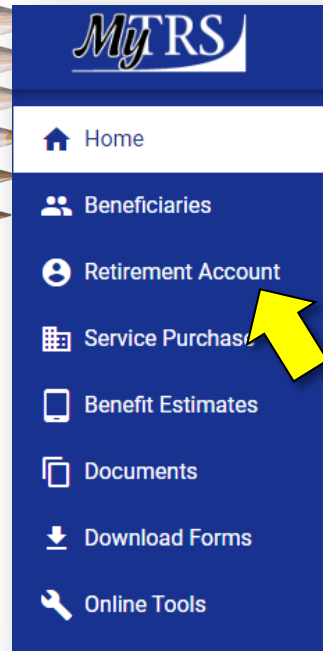 MyTRS
Home
Beneficiaries
Retirement Account
Service Purchase
Benefit Estimates
Documents
Download Forms
Online Tools